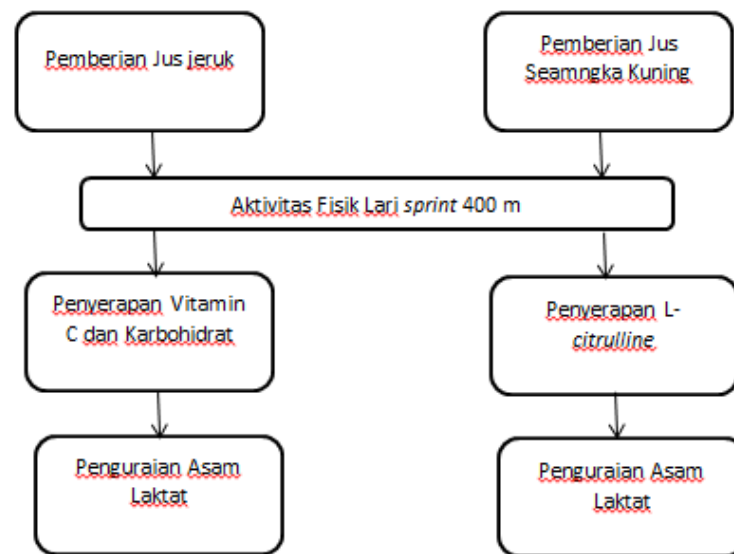 Pemberian Jus jeruk
Pemberian Jus
Seamngka Kuning
Aktivitas Fisik Lari sprint 400 m
Penyerapan Vitamin
C dan Karbohidrat
Penyerapan L-
citrulline
Penguraian Asam
Laktat
Penguraian Asam
Laktat